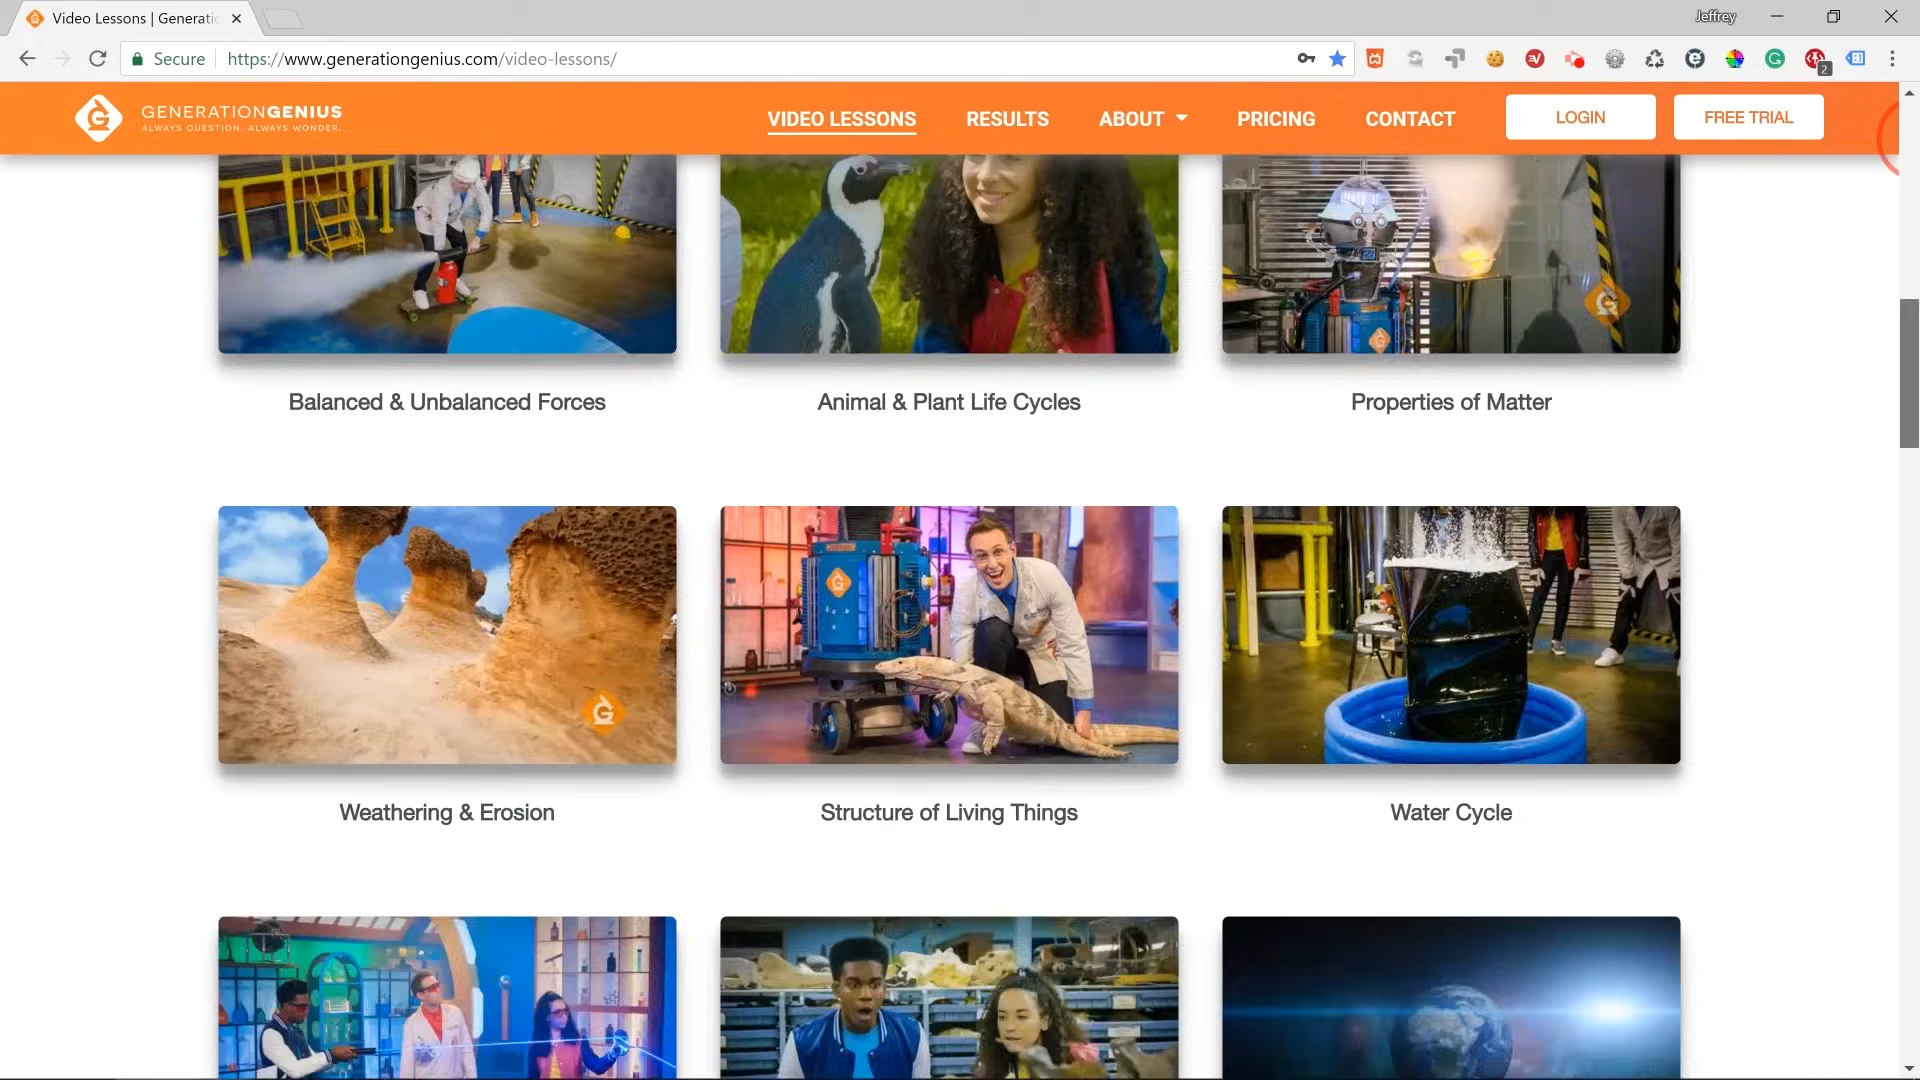 Video Lessons | Generati
Jeffrey
Secure
https://www.generationgenius.com/video-lessons/
2
GENERATIONGENIUS
ALWAYS QUESTION. ALWAYS WONDER.
VIDEO LESSONS
RESULTS
ABOUT
PRICING
CONTACT
LOGIN
FREE TRIAL
Balanced & Unbalanced Forces
Animal & Plant Life Cycles
Properties of Matter
Weathering & Erosion
Structure of Living Things
Water Cycle